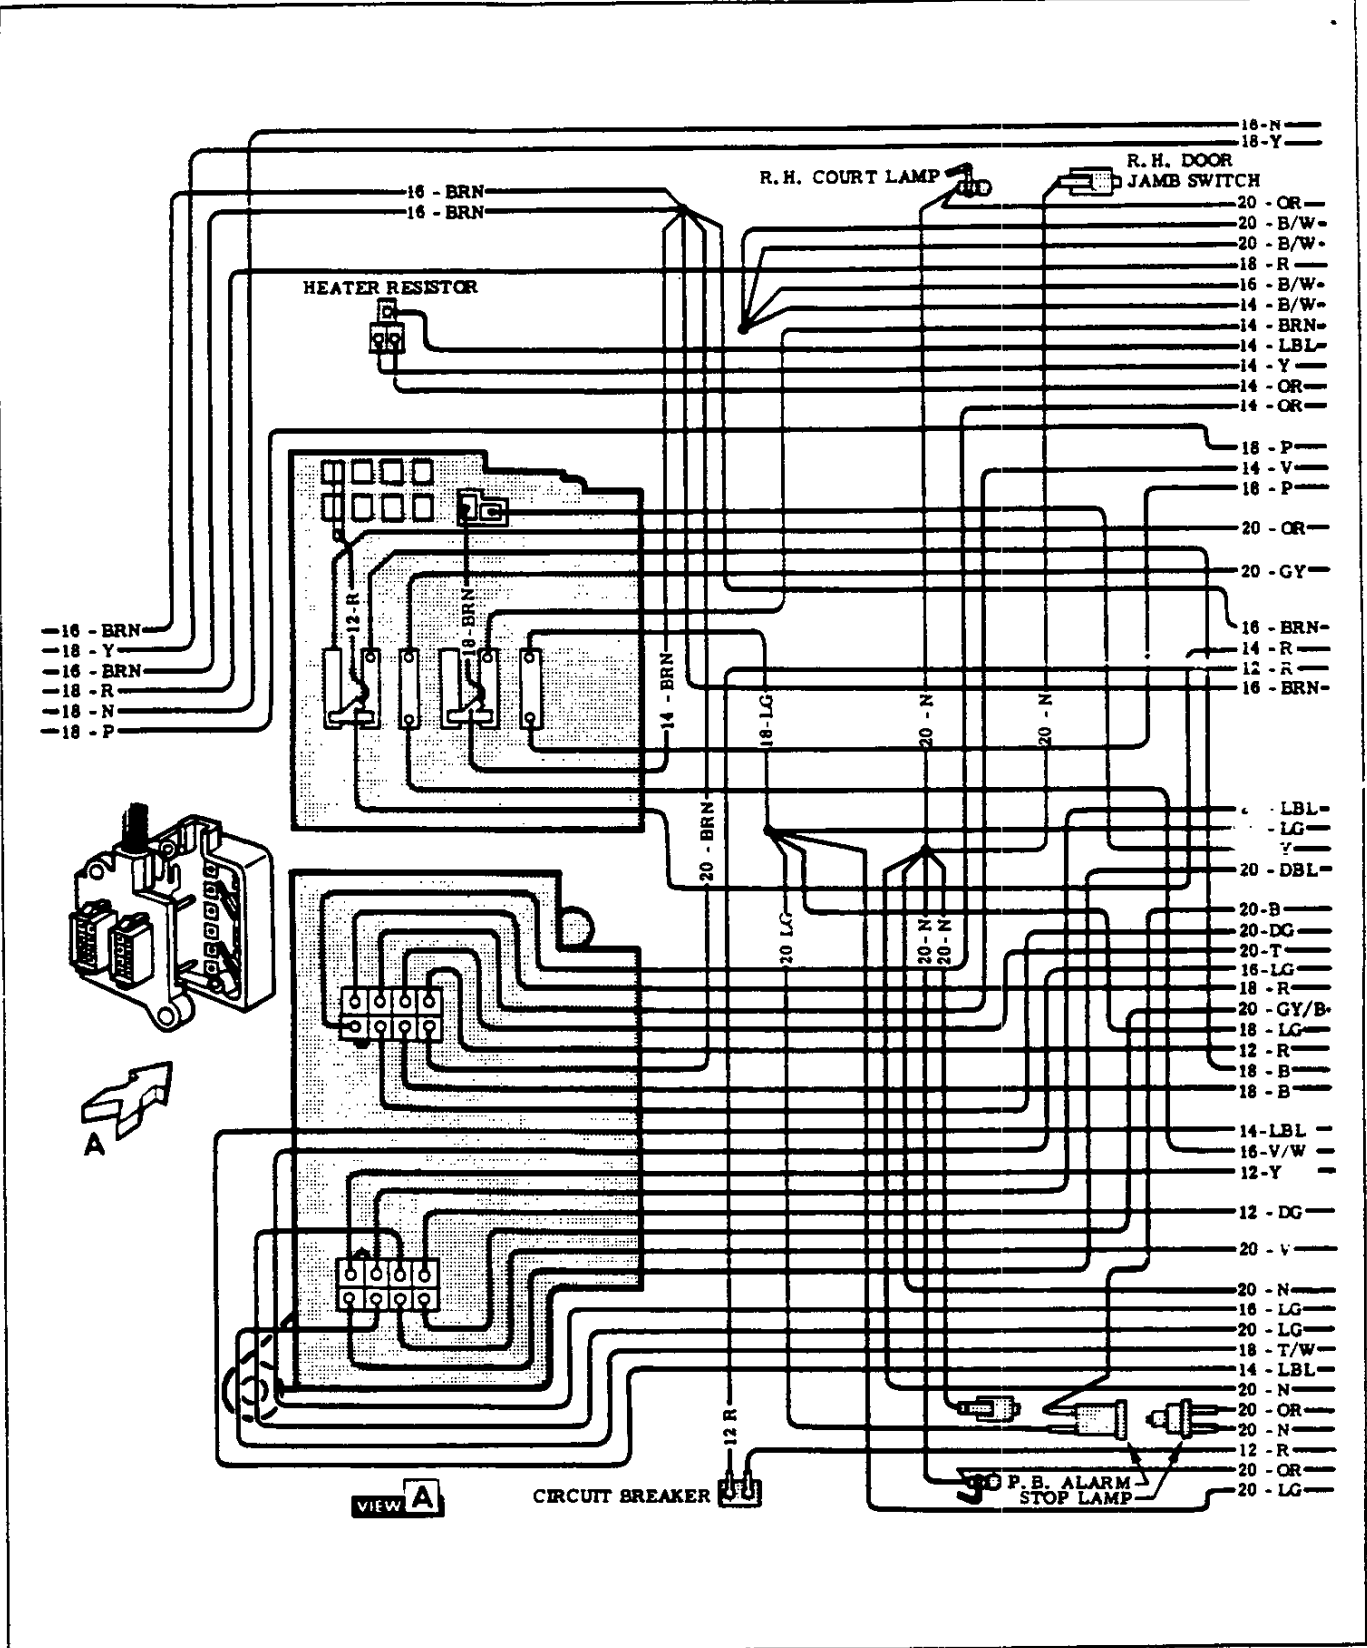 18-N
18-Y
R.H. DOOR
JAMB SWITCH
R.H. COURT LAMP
16 - BRN
16 - BRN
20 - OR
20 - B/W
20 - B/W
18 - R
16 - B/W
14 - B/W
14 - BRN
14 - LBL
14 - Y
14 - OR
14 - OR
HEATER RESISTOR
18 - P
14 - V
18 - P
20 - OR
20 - GY
16 - BRN
14 - R
12 - R
16 - BRN
16 - BRN
18 - Y
16 - BRN
18 - R
18 - N
18 - P
12-R
18-BRN
14 - BRN
18-LG
20 - N
20 - N
- LBL
- LG
Y
20 - DBL
20 - BRN
20 LG
20 - N
20 - N
20-B
20-DG
20-T
16-LG
18 - R
20 - GY/B
18 - LG
12 - R
18 - B
18 - B
A
14-LBL
16-V/W
12-Y
12 - DG
20 - V
20 - N
16 - LG
20 - LG
18 - T/W
14 - LBL
20 - N
20 - OR
20 - N
12 - R
20 - OR
20 - LG
12 R
VIEW A
CIRCUIT BREAKER
P.B. ALARM
STOP LAMP